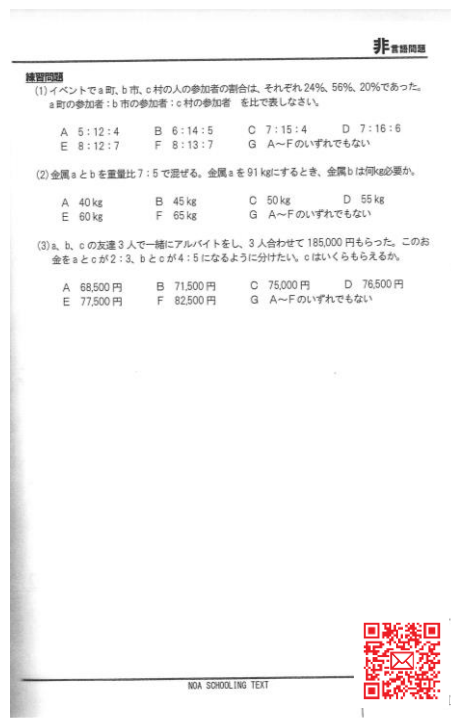 非言語問題
練習問題
(1)イベントでa町、b市、c村の人の参加者の割合は、それぞれ24%、56%、20%であった。
a町の参加者:b市の参加者:c村の参加者 を比で表しなさい。
A 5:12:4 B 6:14:5 C 7:15:4 D 7:16:6
E 8:12:7 F 8:13:7 G A〜Fのいずれでもない
(2)金属aとbを重量比7:5で混ぜる。金属aを91kgにするとき、金属bは何kg必要か。
A 40kg B 45kg C 50kg D 55kg
E 60kg F 65kg G A〜Fのいずれでもない
(3)a、b、cの友達3人で一緒にアルバイトをし、3人合わせて185,000円もらった。このお
金をaとcが2:3、bとcが4:5になるように分けたい。cはいくらもらえるか。
A 68,500円 B 71,500円 C 75,000円 D 76,500円
E 77,500円 F 82,500円 G A〜Fのいずれでもない
NOA SCHOOLING TEXT